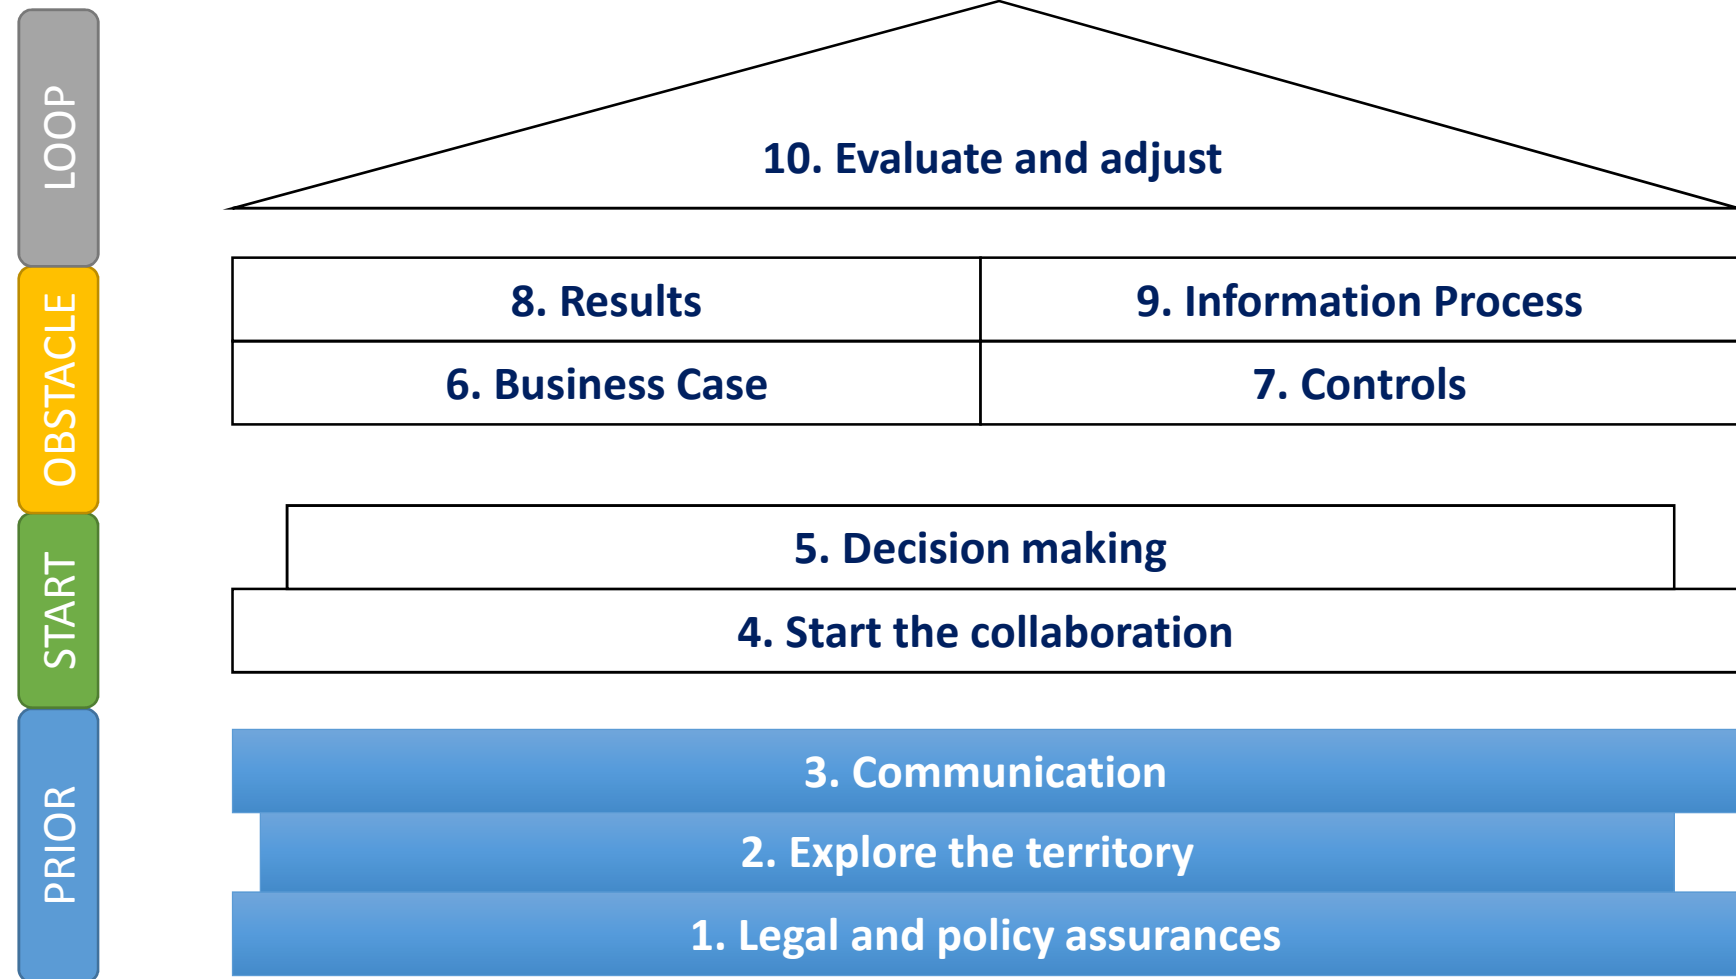 LOOP
10. Evaluate and adjust
OBSTACLE
8. Results
9. Information Process
6. Business Case
7. Controls
START
5. Decision making
4. Start the collaboration
PRIOR
3. Communication
2. Explore the territory
1. Legal and policy assurances